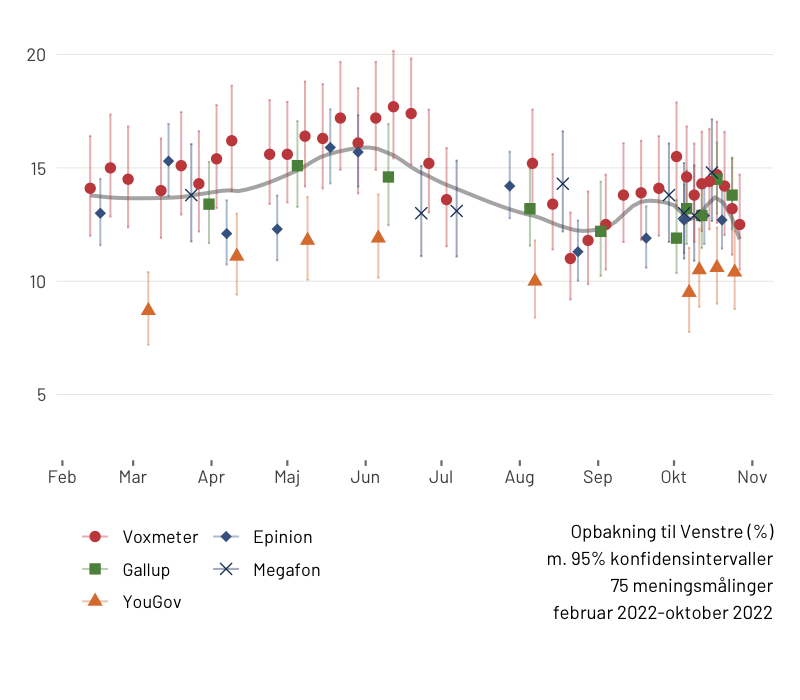 20
15
10
5
Feb Mar Apr Maj Jun Jul Aug Sep Okt Nov
Voxmeter Epinion
Gallup Megafon
YouGov
Opbakning til Venstre (%)
m. 95% konfidensintervaller
75 meningsmålinger
februar 2022-oktober 2022